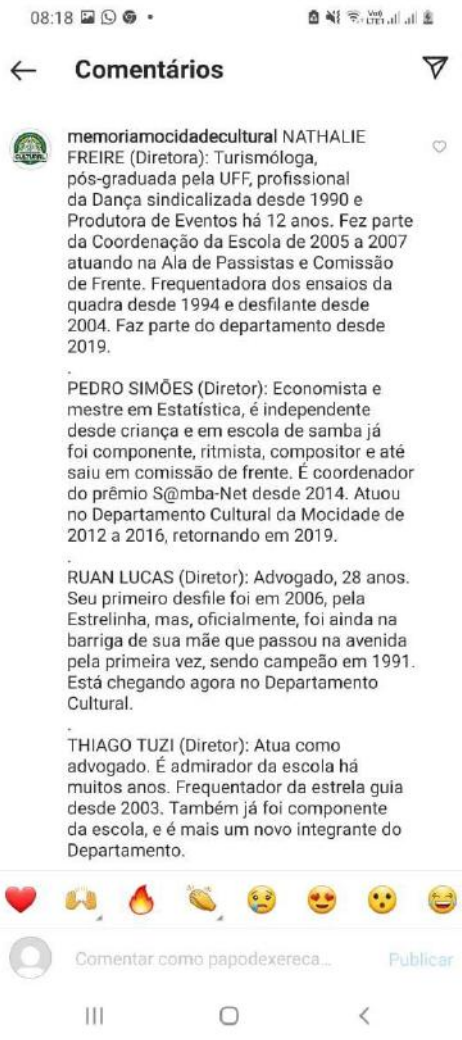 08:18
Comentários
memoriamocidadecultural NATHALIE
FREIRE (Diretora): Turismóloga,
pós-graduada pela UFF, profissional
da Dança sindicalizada desde 1990 e
Produtora de Eventos há 12 anos. Fez parte
da Coordenação da Escola de 2005 a 2007
atuando na Ala de Passistas e Comissão
de Frente. Frequentadora dos ensaios da
quadra desde 1994 e desfilante desde
2004. Faz parte do departamento desde
2019.
.
PEDRO SIMÕES (Diretor): Economista e
mestre em Estatística, é independente
desde criança e em escola de samba já
foi componente, ritmista, compositor e até
saiu em comissão de frente. É coordenador
do prêmio S@mba-Net desde 2014. Atuou
no Departamento Cultural da Mocidade de
2012 a 2016, retornando em 2019.
.
RUAN LUCAS (Diretor): Advogado, 28 anos.
Seu primeiro desfile foi em 2006, pela
Estrelinha, mas, oficialmente, foi ainda na
barriga de sua mãe que passou na avenida
pela primeira vez, sendo campeão em 1991.
Está chegando agora no Departamento
Cultural.
.
THIAGO TUZI (Diretor): Atua como
advogado. É admirador da escola há
muitos anos. Frequentador da estrela guia
desde 2003. Também já foi componente
da escola, e é mais um novo integrante do
Departamento.
Comentar como papodexereca... Publicar